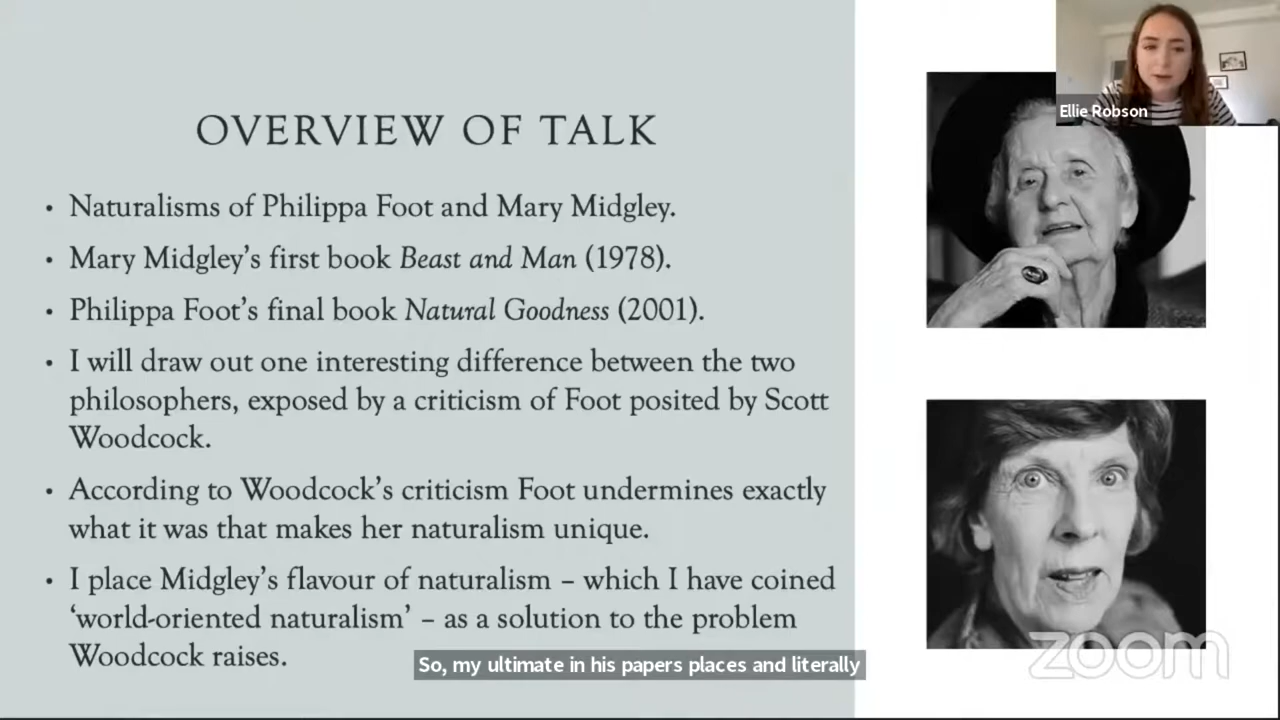 OVERVIEW OF TALK
• Naturalisms of Philippa Foot and Mary Midgley.
• Mary Midgley’s first book Beast and Man (1978).
• Philippa Foot’s final book Natural Goodness (2001).
• I will draw out one interesting difference between the two
philosophers, exposed by a criticism of Foot posited by Scott
Woodcock.
• According to Woodcock’s criticism Foot undermines exactly
what it was that makes her naturalism unique.
• I place Midgley’s flavour of naturalism – which I have coined
‘world-oriented naturalism’ – as a solution to the problem
Woodcock raises.
Ellie Robson
zoom
So, my ultimate in his papers places and literally